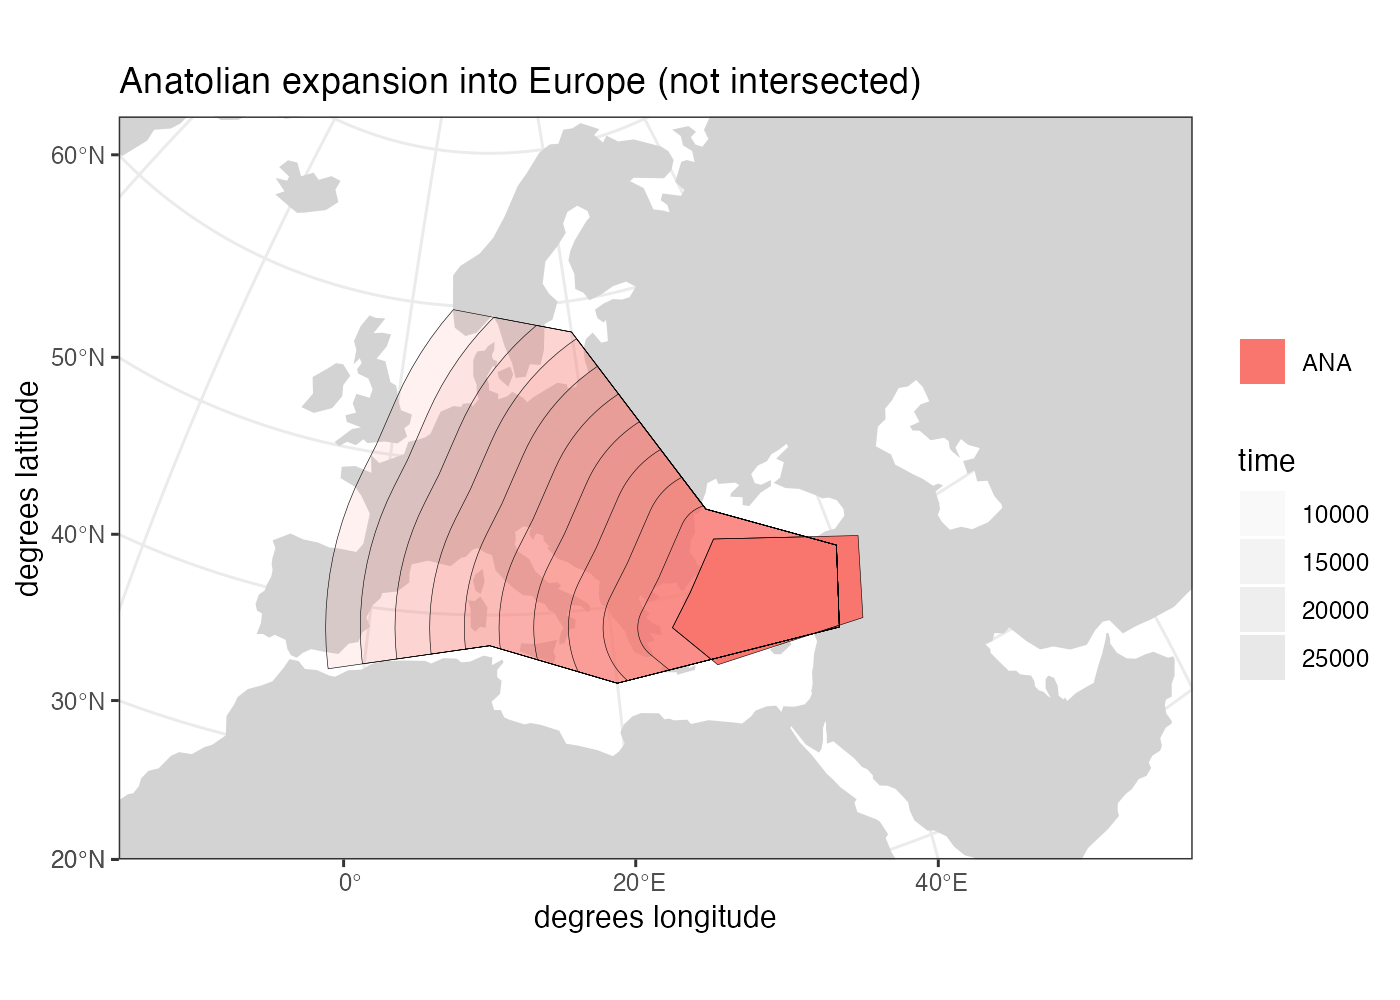 Anatolian expansion into Europe (not intersected)
60°N
50°N
40°N
30°N
20°N
degrees latitude
0°
20°E
40°E
degrees longitude
ANA
time
10000
15000
20000
25000